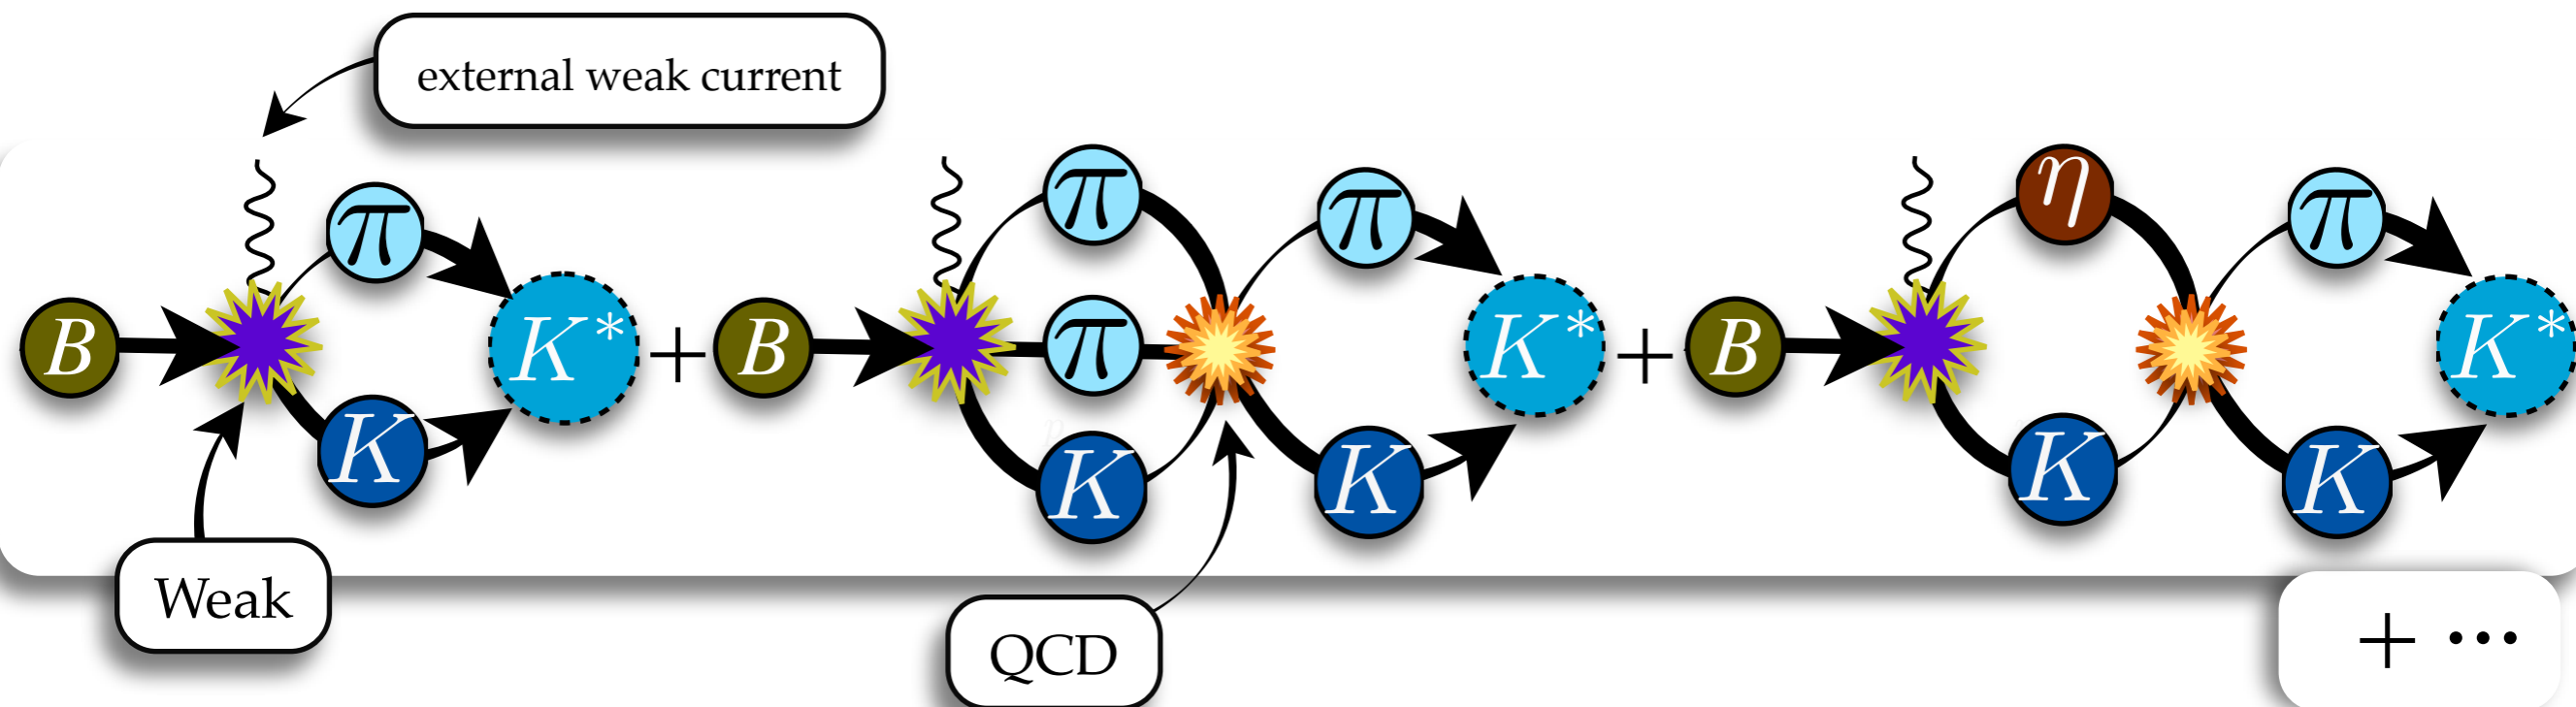 external weak current
π
π
π
η
π
B
K*
+
B
π
K*
+
B
K*
K
K
K
K
K
Weak
QCD
+ ...